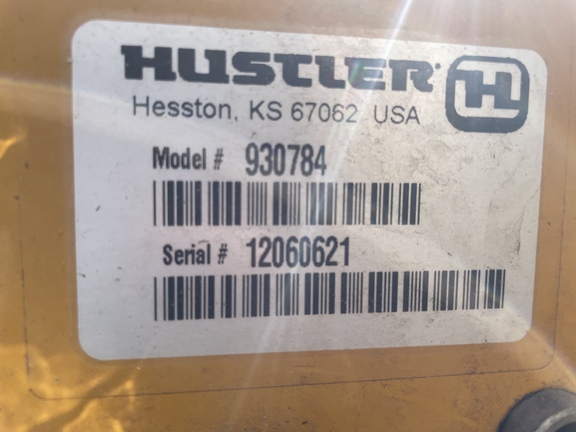 HUSTLER
H
Hesston, KS 67062 USA
Model # 930784
Serial # 12060621